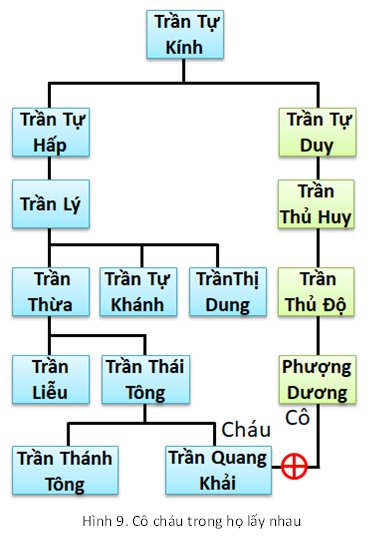 Trần Tự
Kính
Trần Tự
Hấp
Trần Tự
Duy
Trần Lý
Trần
Thủ Huy
Trần
Thừa
Trần Tự
Khánh
TrầnThị
Dung
Trần
Thủ Độ
Trần
Liễu
Trần Thái
Tông
Phượng
Dương
Cháu
Cô
Trần Thánh
Tông
Trần Quang
Khải
Hình 9. Cô cháu trong họ lấy nhau